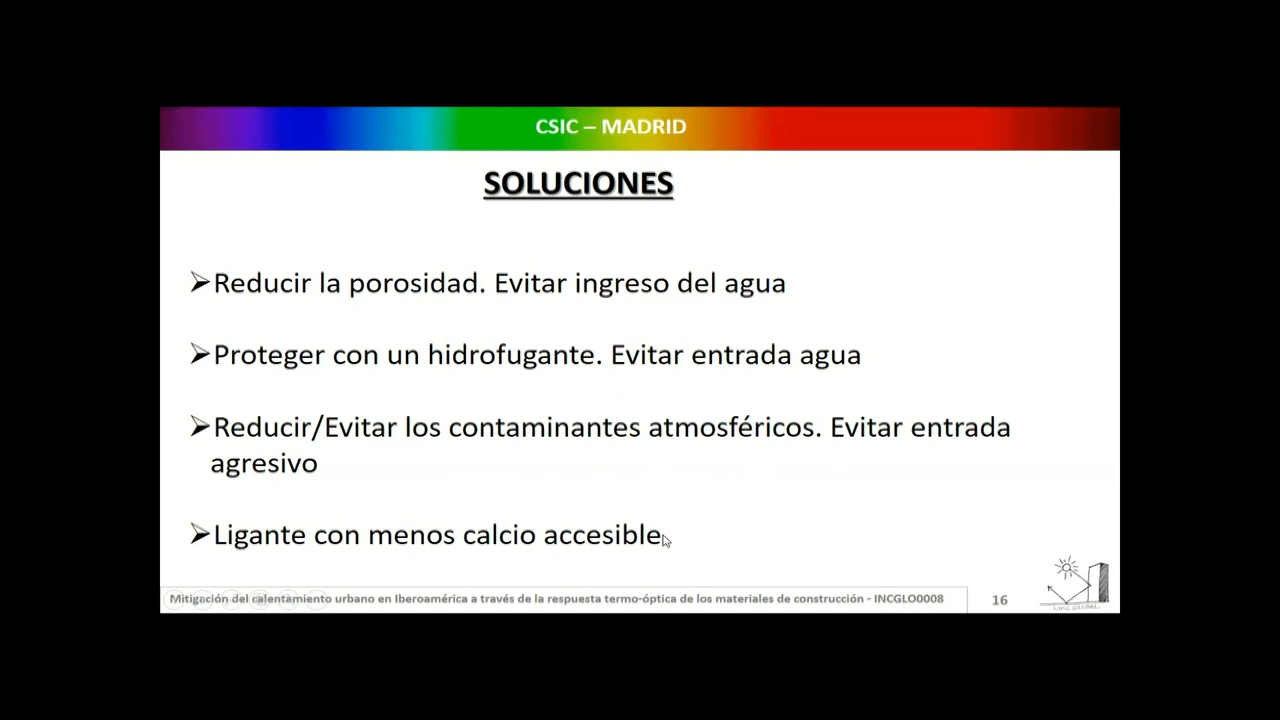 CSIC – MADRID
SOLUCIONES
➢Reducir la porosidad. Evitar ingreso del agua
➢Proteger con un hidrofugante. Evitar entrada agua
➢Reducir/Evitar los contaminantes atmosféricos. Evitar entrada
agresivo
➢Ligante con menos calcio accesible
Mitigación del calentamiento urbano en Iberoamérica a través de la respuesta termo-óptica de los materiales de construcción - INCGLO0008
16